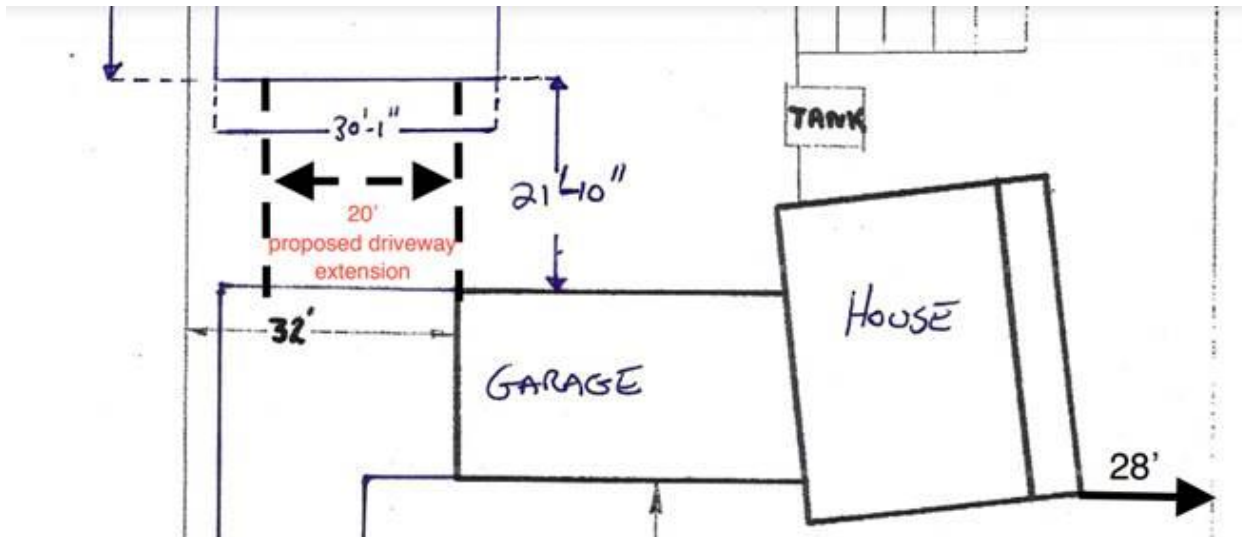 TANK
30'-1"
21'-10"
20'
proposed driveway
extension
32'
HOUSE
GARAGE
28'